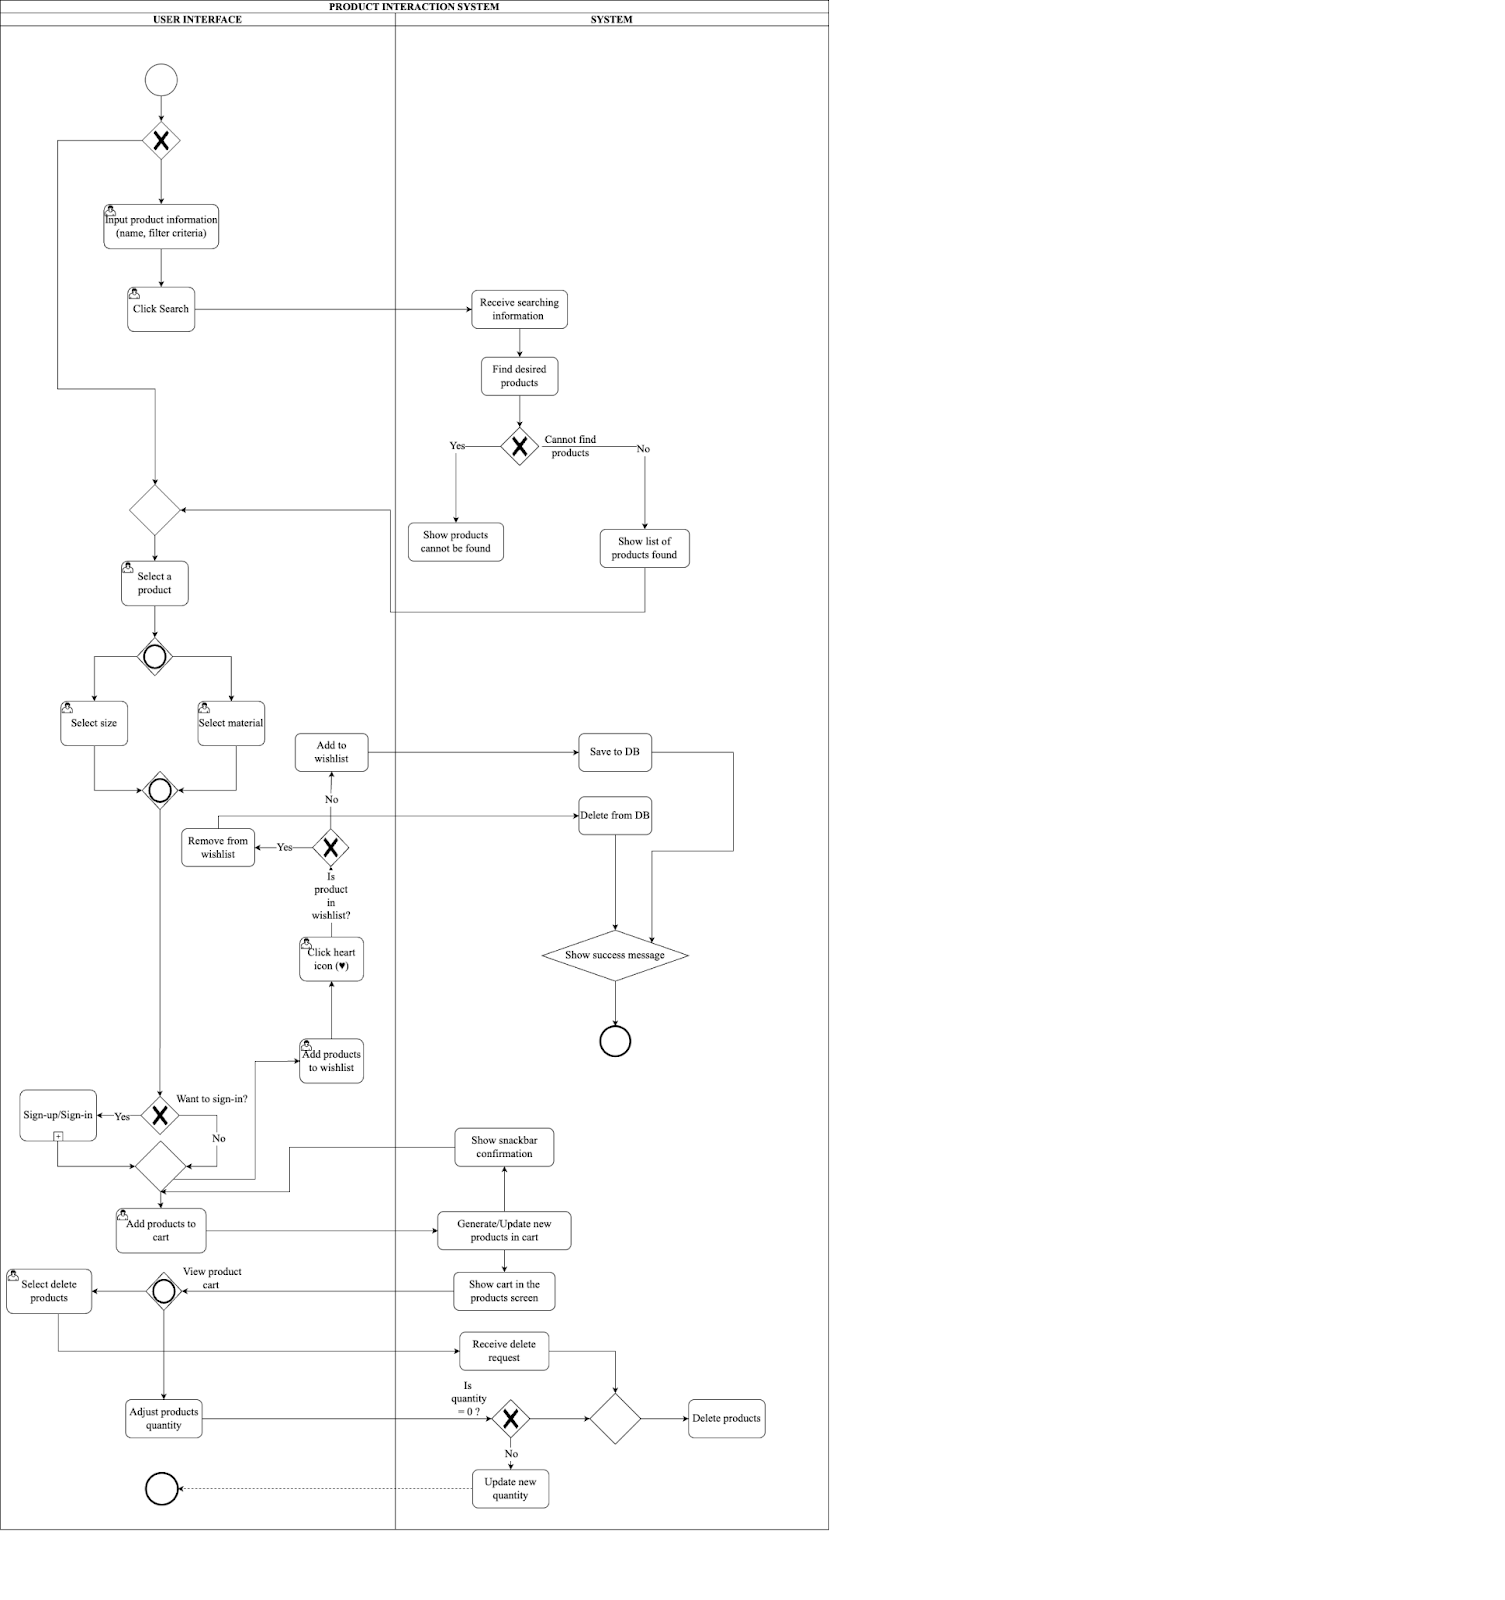 PRODUCT INTERACTION SYSTEM
USER INTERFACE
SYSTEM
Input product information
(name, filter criteria)
Click Search
Receive searching
information
Find desired
products
Yes
Cannot find
products
No
Show products
cannot be found
Show list of
products found
Select a
product
Select size
Select material
Add to
wishlist
Save to DB
No
Delete from DB
Remove from
wishlist
Yes
Is
product
in
wishlist?
Click heart
icon (♥)
Show success message
Add products
to wishlist
Want to sign-in?
Sign-up/Sign-in
Yes
No
Show snackbar
confirmation
Add products to
cart
Generate/Update new
products in cart
View product
cart
Select delete
products
Show cart in the
products screen
Receive delete
request
Is
quantity
= 0 ?
Adjust products
quantity
Delete products
No
Update new
quantity